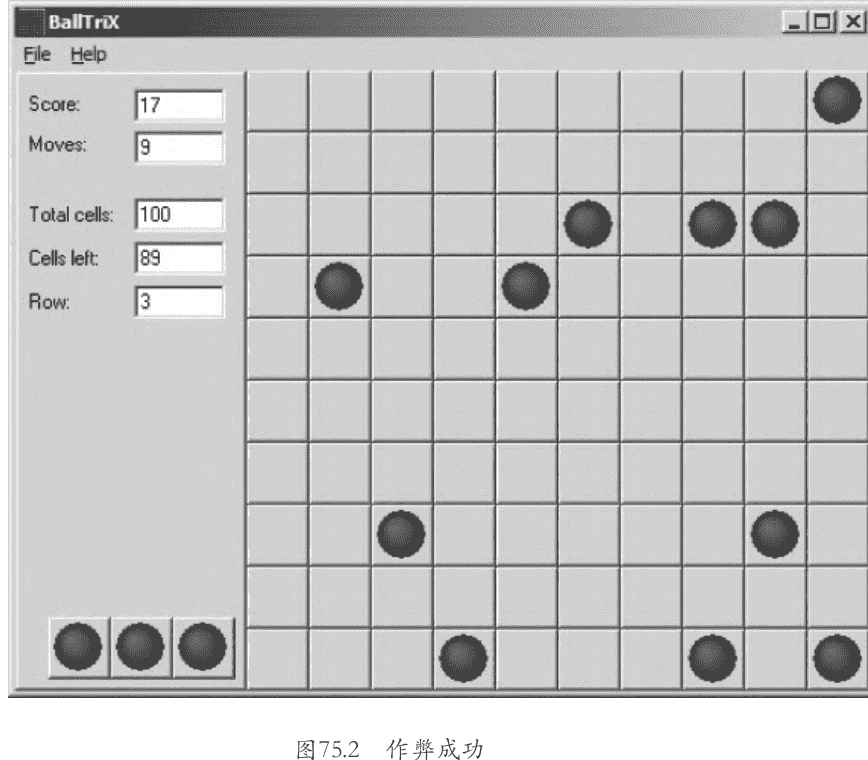 BallTriX
File Help
Score: 17
Moves: 9
Total cells: 100
Cells left: 89
Row: 3
图75.2 作弊成功